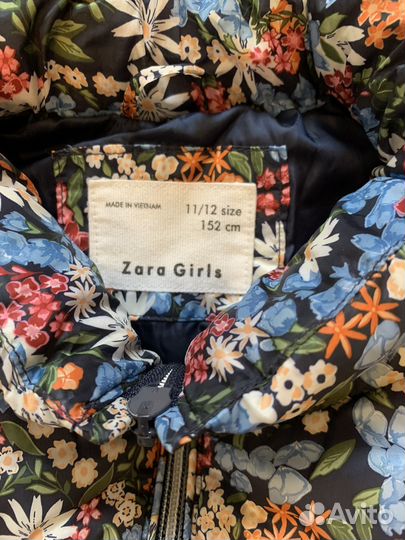 MADE IN VIETNAM
11/12 size
152 cm
Zara Girls
Avito